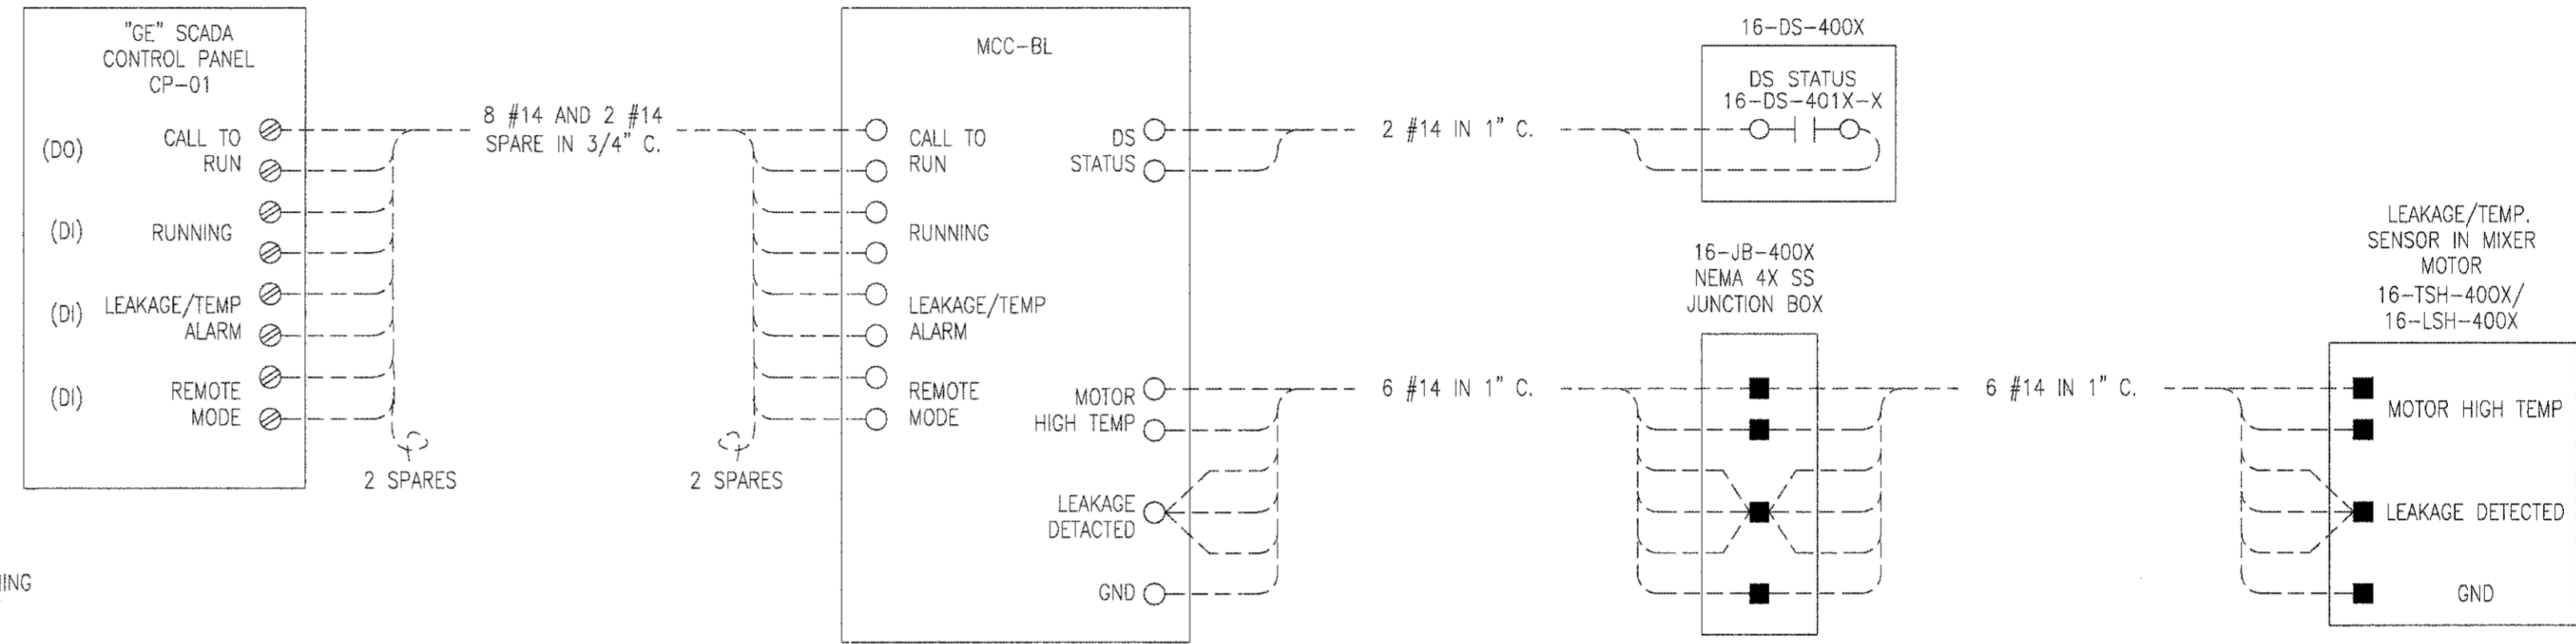 "GE" SCADA
CONTROL PANEL
CP-01
(DO)
CALL TO
RUN
(DI)
RUNNING
(DI)
LEAKAGE/TEMP
ALARM
(DI)
REMOTE
MODE
2 SPARES
8 #14 AND 2 #14
SPARE IN 3/4" C.
2 SPARES
MCC-BL
CALL TO
RUN
RUNNING
LEAKAGE/TEMP
ALARM
REMOTE
MODE
DS
STATUS
MOTOR
HIGH TEMP
LEAKAGE
DETACTED
GND
2 #14 IN 1" C.
16-DS-400X
DS STATUS
16-DS-401X-X
6 #14 IN 1" C.
16-JB-400X
NEMA 4X SS
JUNCTION BOX
6 #14 IN 1" C.
LEAKAGE/TEMP.
SENSOR IN MIXER
MOTOR
16-TSH-400X/
16-LSH-400X
MOTOR HIGH TEMP
LEAKAGE DETECTED
GND